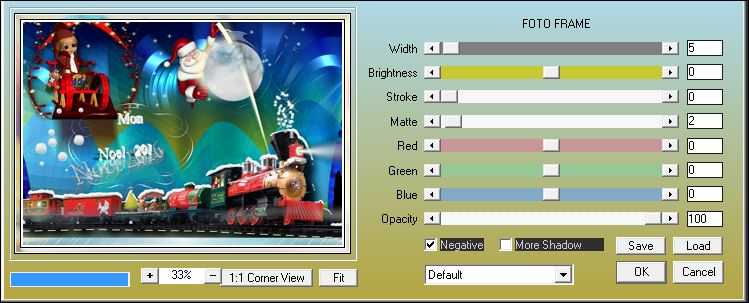 FOTO FRAME
Width 5
Brightness 0
Stroke 0
Matte 2
Red 0
Green 0
Blue 0
Opacity 100
Negative More Shadow Save Load
Default OK Cancel
Mon
Noel 201
+ 33% − 1:1 Corner View Fit